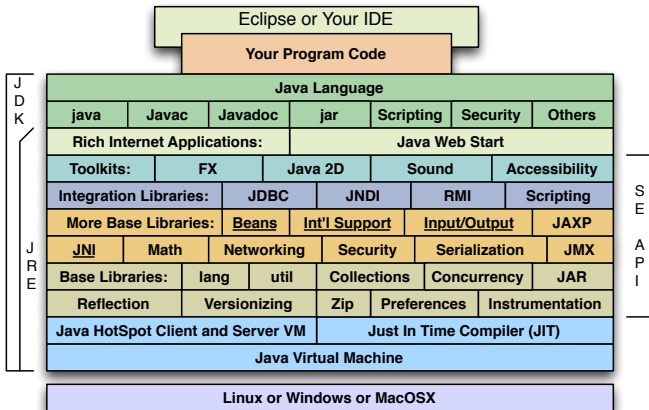 Eclipse or Your IDE
Your Program Code
JDK
Java Language
java Javac Javadoc jar Scripting Security Others
Rich Internet Applications: Java Web Start
JRE
Toolkits: FX Java 2D Sound Accessibility
SE API
Integration Libraries: JDBC JNDI RMI Scripting
More Base Libraries: Beans Int'l Support Input/Output JAXP
JNI Math Networking Security Serialization JMX
Base Libraries: lang util Collections Concurrency JAR
Reflection Versionizing Zip Preferences Instrumentation
Java HotSpot Client and Server VM Just In Time Compiler (JIT)
Java Virtual Machine
Linux or Windows or MacOSX